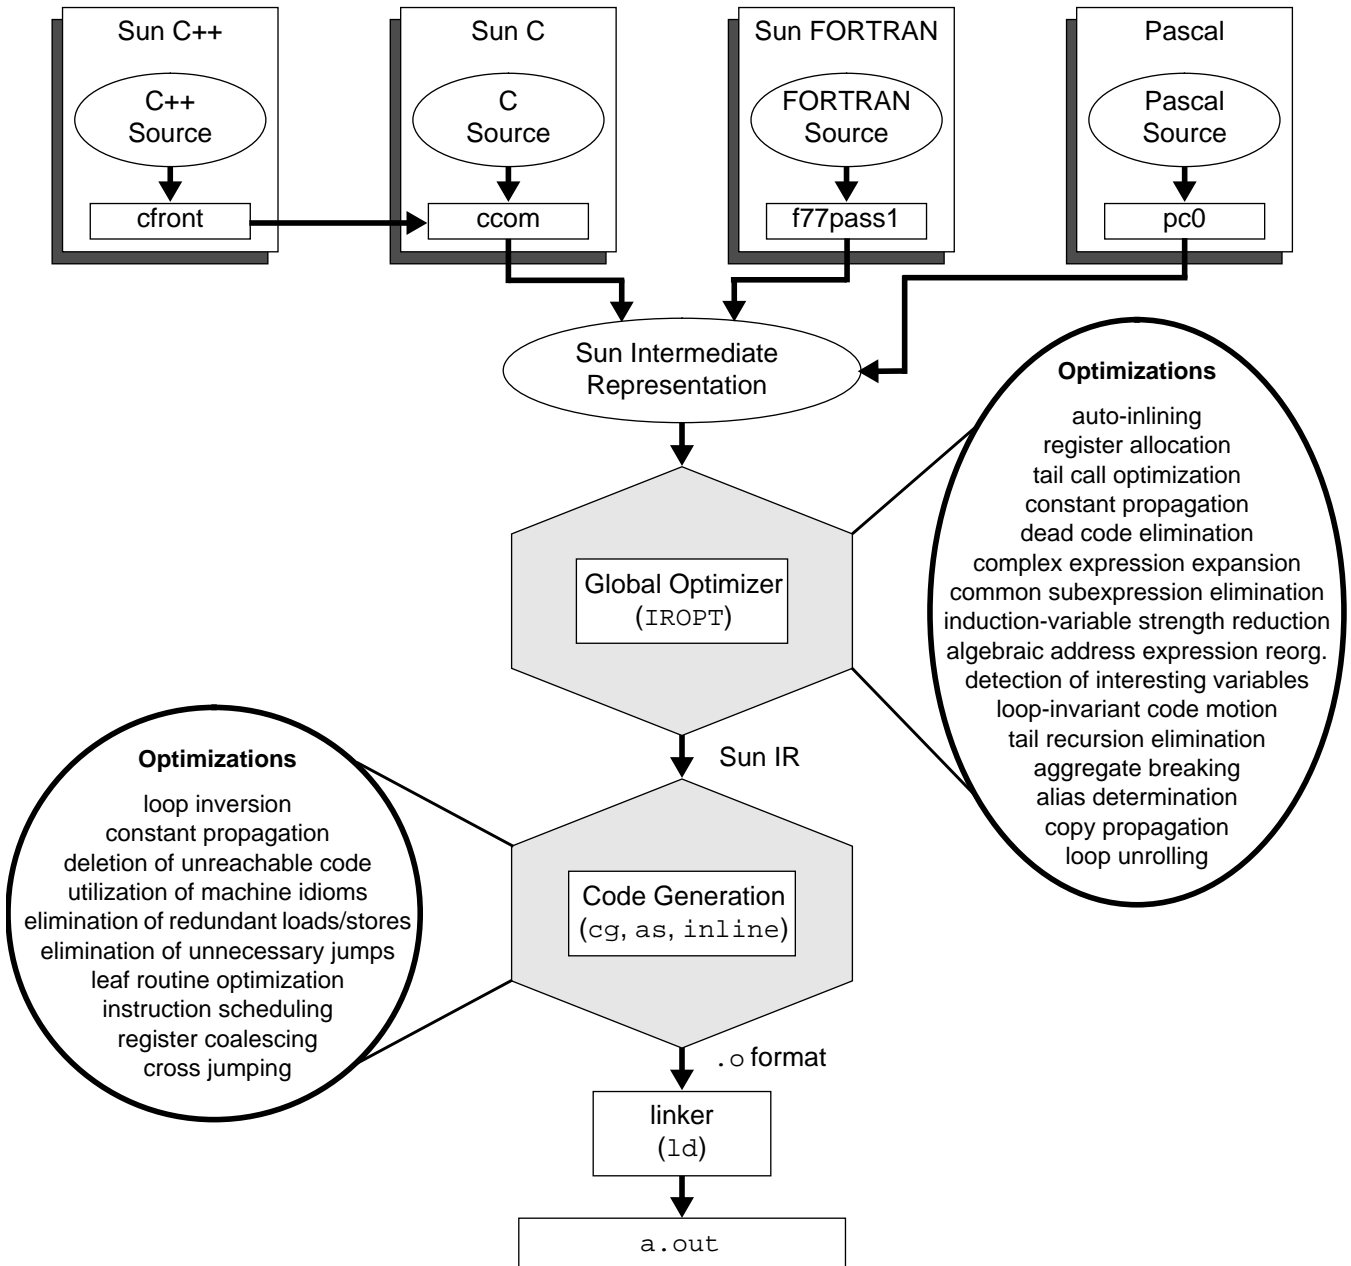 Sun C++
Sun C
Sun FORTRAN
Pascal
C++
Source
C
Source
FORTRAN
Source
Pascal
Source
cfront
ccom
f77pass1
pc0
Sun Intermediate
Representation
Optimizations
auto-inlining
register allocation
tail call optimization
constant propagation
dead code elimination
complex expression expansion
common subexpression elimination
induction-variable strength reduction
algebraic address expression reorg.
detection of interesting variables
loop-invariant code motion
tail recursion elimination
aggregate breaking
alias determination
copy propagation
loop unrolling
Global Optimizer
(IROPT)
Sun IR
Optimizations
loop inversion
constant propagation
deletion of unreachable code
utilization of machine idioms
elimination of redundant loads/stores
elimination of unnecessary jumps
leaf routine optimization
instruction scheduling
register coalescing
cross jumping
Code Generation
(cg, as, inline)
.o format
linker
(ld)
a.out